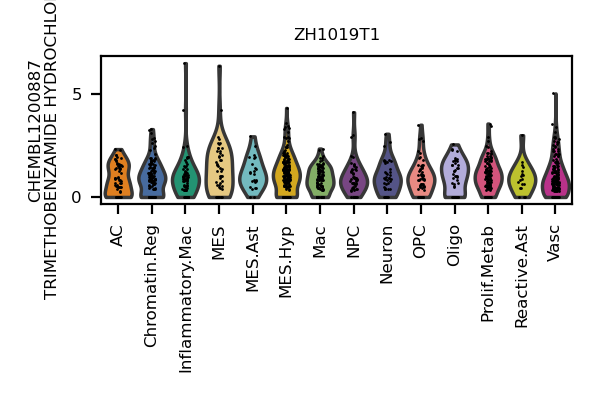 ZH1019T1
CHEMBL1200887
TRIMETHOBENZAMIDE HYDROCHLO
5
0
AC
Chromatin.Reg
Inflammatory.Mac
MES
MES.Ast
MES.Hyp
Mac
NPC
Neuron
OPC
Oligo
Prolif.Metab
Reactive.Ast
Vasc